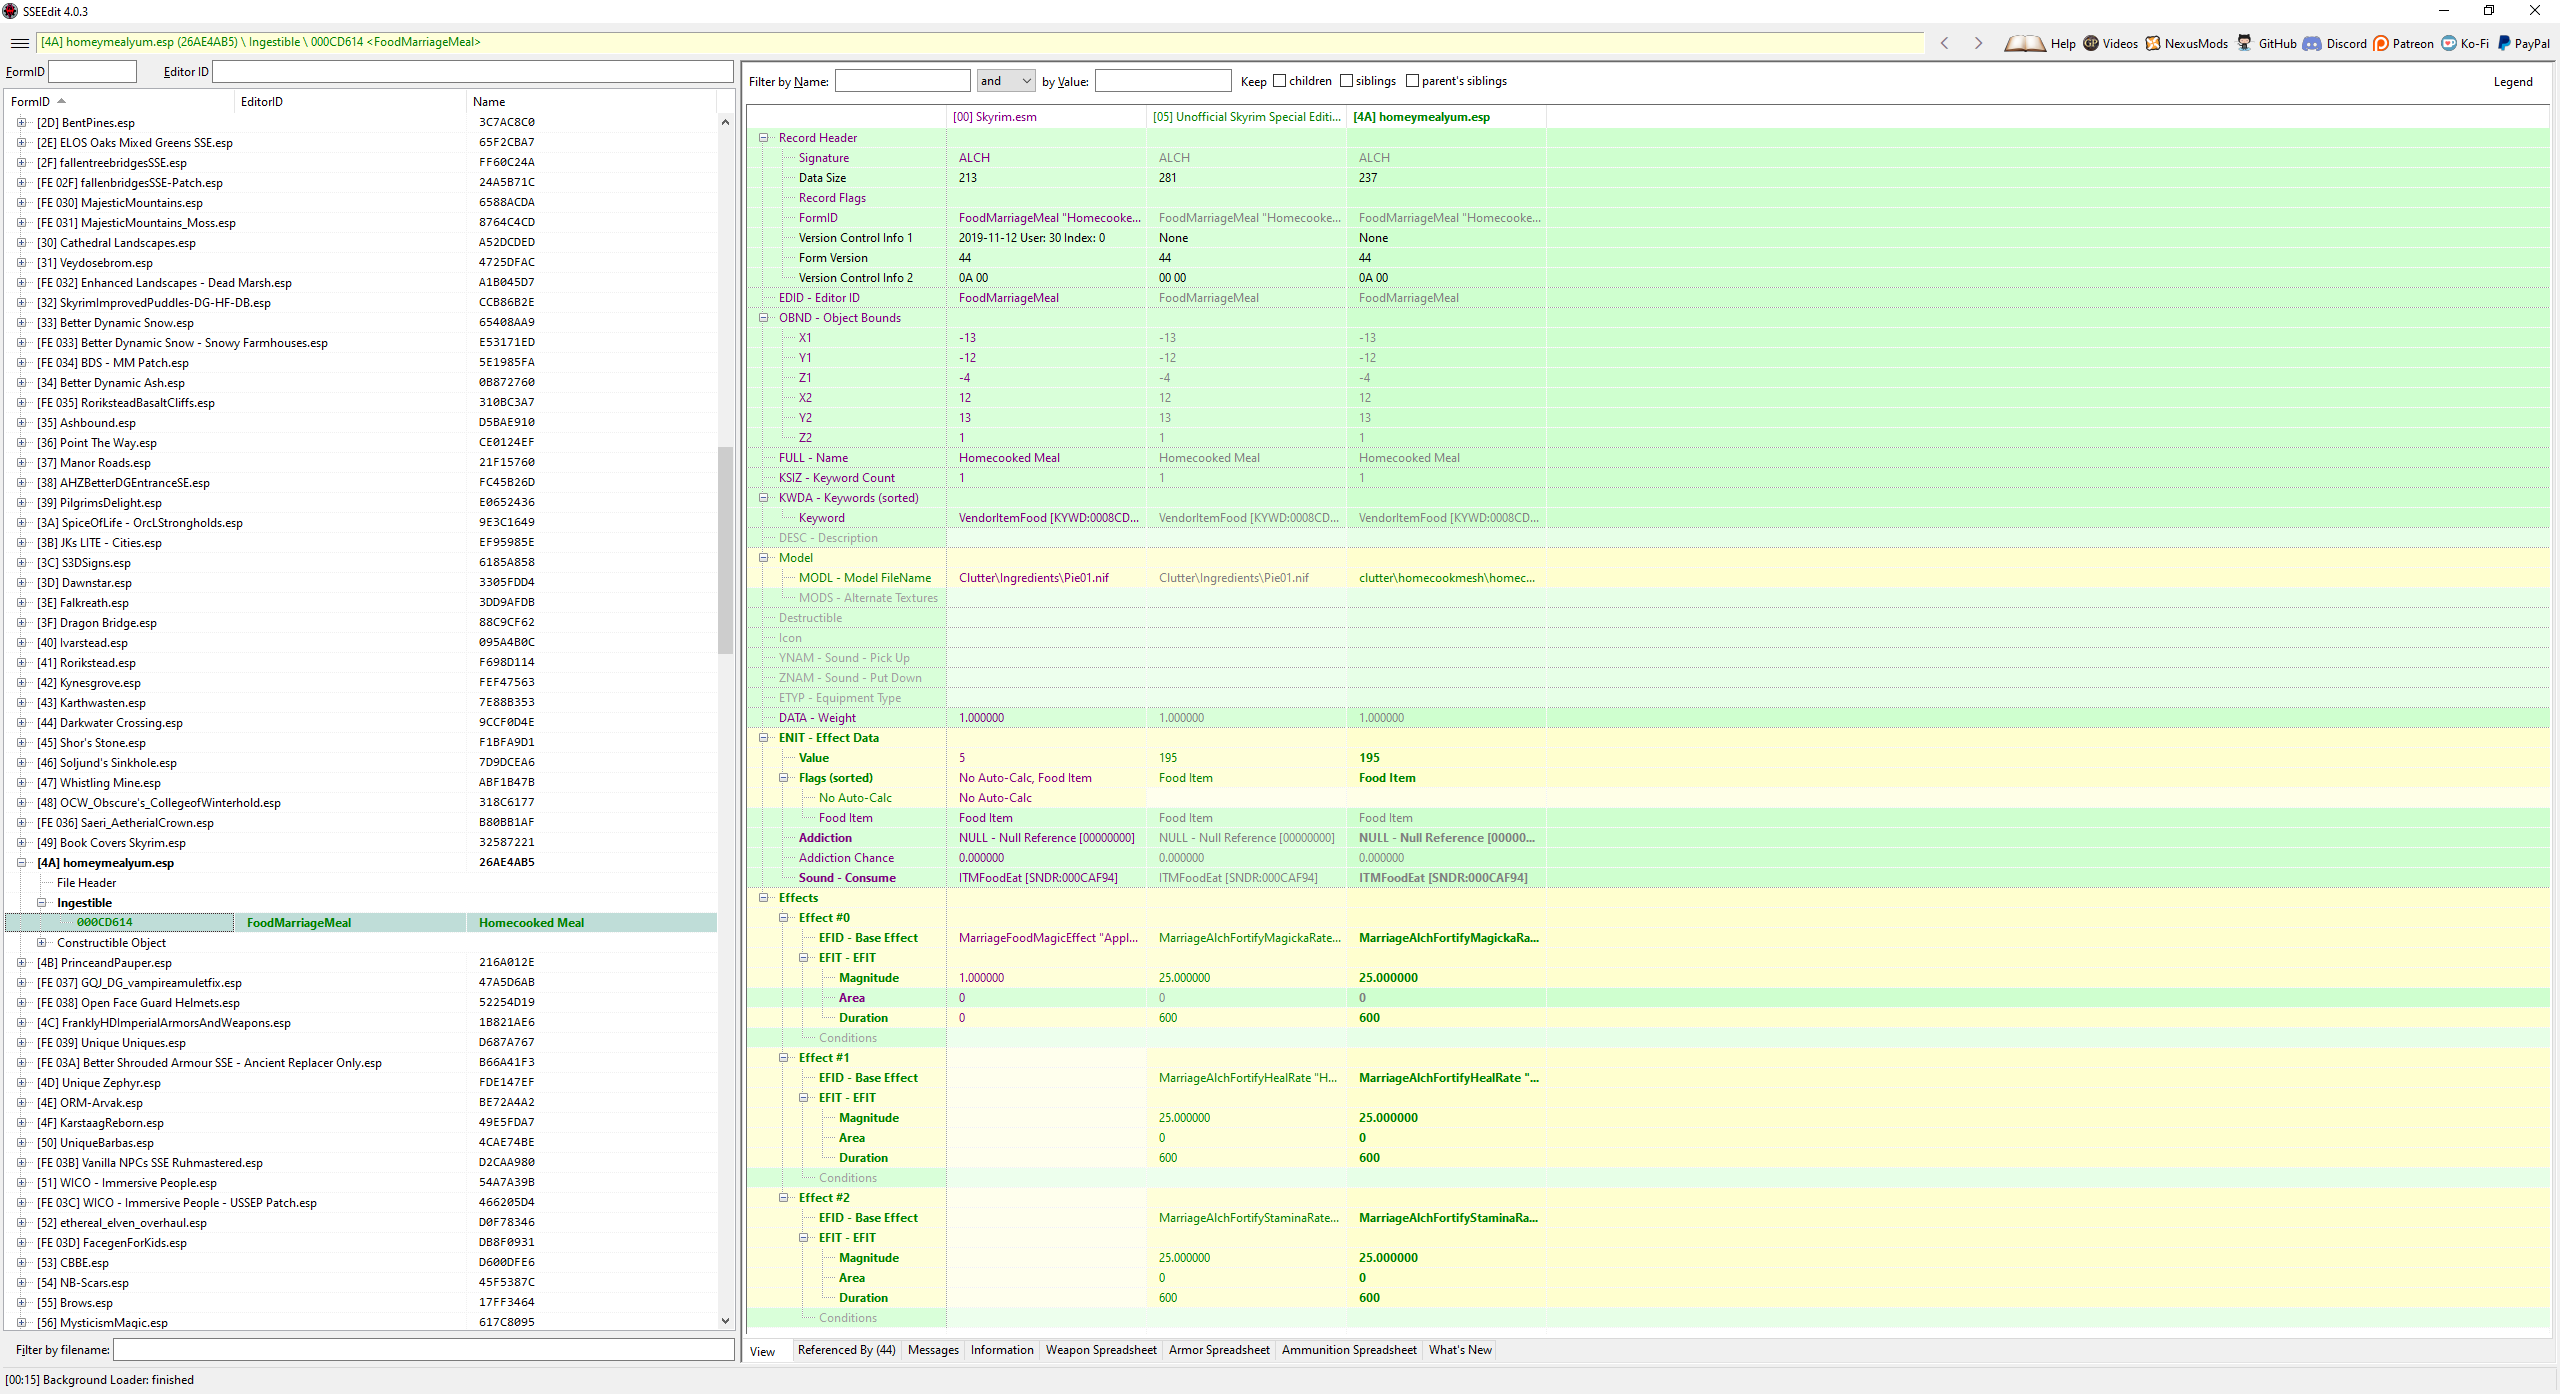 SSEEdit 4.0.3
[4A] homeymealyum.esp (26AE4AB5) \ Ingestible \ 000CD614 <FoodMarriageMeal>
Help Videos NexusMods GitHub Discord Patreon Ko-Fi PayPal
FormID Editor ID
FormID EditorID Name
[2D] BentPines.esp 3C7AC8C0
[2E] ELOS Oaks Mixed Greens SSE.esp 65F2CBA7
[2F] fallentreebridgesSSE.esp FF60C24A
[FE 02F] fallenbridgesSSE-Patch.esp 24A5B71C
[FE 030] MajesticMountains.esp 6588ACDA
[FE 031] MajesticMountains_Moss.esp 8764C4CD
[30] Cathedral Landscapes.esp A52DCDED
[31] Veydosebrom.esp 4725DFAC
[FE 032] Enhanced Landscapes - Dead Marsh.esp A1B045D7
[32] SkyrimImprovedPuddles-DG-HF-DB.esp CCB86B2E
[33] Better Dynamic Snow.esp 65408AA9
[FE 033] Better Dynamic Snow - Snowy Farmhouses.esp E53171ED
[FE 034] BDS - MM Patch.esp 5E1985FA
[34] Better Dynamic Ash.esp 0B872760
[FE 035] RoriksteadBasaltCliffs.esp 310BC3A7
[35] Ashbound.esp D5BAE910
[36] Point The Way.esp CE0124EF
[37] Manor Roads.esp 21F15760
[38] AHZBetterDGEntranceSE.esp FC45B26D
[39] PilgrimsDelight.esp E0652436
[3A] SpiceOfLife - OrcLStrongholds.esp 9E3C1649
[3B] JKs LITE - Cities.esp EF95985E
[3C] S3DSigns.esp 6185A858
[3D] Dawnstar.esp 3305FDD4
[3E] Falkreath.esp 3DD9AFDB
[3F] Dragon Bridge.esp 88C9CF62
[40] Ivarstead.esp 095A4B0C
[41] Rorikstead.esp F698D114
[42] Kynesgrove.esp FEF47563
[43] Karthwasten.esp 7E88B353
[44] Darkwater Crossing.esp 9CCF0D4E
[45] Shor's Stone.esp F1BFA9D1
[46] Soljund's Sinkhole.esp 7D9DCEA6
[47] Whistling Mine.esp ABF1B47B
[48] OCW_Obscure's_CollegeofWinterhold.esp 318C6177
[FE 036] Saeri_AetherialCrown.esp B80BB1AF
[49] Book Covers Skyrim.esp 32587221
[4A] homeymealyum.esp 26AE4AB5
File Header
Ingestible
000CD614 FoodMarriageMeal Homecooked Meal
Constructible Object
[4B] PrinceandPauper.esp 216A012E
[FE 037] GQJ_DG_vampireamuletfix.esp 47A5D6AB
[FE 038] Open Face Guard Helmets.esp 52254D19
[4C] FranklyHDImperialArmorsAndWeapons.esp 1B821AE6
[FE 039] Unique Uniques.esp D687A767
[FE 03A] Better Shrouded Armour SSE - Ancient Replacer Only.esp B66A41F3
[4D] Unique Zephyr.esp FDE147EF
[4E] ORM-Arvak.esp BE72A4A2
[4F] KarstaagReborn.esp 49E5FDA7
[50] UniqueBarbas.esp 4CAE74BE
[FE 03B] Vanilla NPCs SSE Ruhmastered.esp D2CAA980
[51] WICO - Immersive People.esp 54A7A39B
[FE 03C] WICO - Immersive People - USSEP Patch.esp 466205D4
[52] ethereal_elven_overhaul.esp D0F78346
[FE 03D] FacegenForKids.esp DB8F0931
[53] CBBE.esp D600DFE6
[54] NB-Scars.esp 45F5387C
[55] Brows.esp 17FF3464
[56] MysticismMagic.esp 617C8095
Filter by filename:
[00:15] Background Loader: finished
Filter by Name: and by Value: Keep children siblings parent's siblings Legend
[00] Skyrim.esm [05] Unofficial Skyrim Special Editi... [4A] homeymealyum.esp
Record Header
Signature ALCH ALCH ALCH
Data Size 213 281 237
Record Flags
FormID FoodMarriageMeal "Homecooke... FoodMarriageMeal "Homecooke... FoodMarriageMeal "Homecooke...
Version Control Info 1 2019-11-12 User: 30 Index: 0 None None
Form Version 44 44 44
Version Control Info 2 0A 00 00 00 0A 00
EDID - Editor ID FoodMarriageMeal FoodMarriageMeal FoodMarriageMeal
OBND - Object Bounds
X1 -13 -13 -13
Y1 -12 -12 -12
Z1 -4 -4 -4
X2 12 12 12
Y2 13 13 13
Z2 1 1 1
FULL - Name Homecooked Meal Homecooked Meal Homecooked Meal
KSIZ - Keyword Count 1 1 1
KWDA - Keywords (sorted)
Keyword VendorItemFood [KYWD:0008CD... VendorItemFood [KYWD:0008CD... VendorItemFood [KYWD:0008CD...
DESC - Description
Model
MODL - Model FileName Clutter\Ingredients\Pie01.nif Clutter\Ingredients\Pie01.nif clutter\homecookmesh\homec...
MODS - Alternate Textures
Destructible
Icon
YNAM - Sound - Pick Up
ZNAM - Sound - Put Down
ETYP - Equipment Type
DATA - Weight 1.000000 1.000000 1.000000
ENIT - Effect Data
Value 5 195 195
Flags (sorted) No Auto-Calc, Food Item Food Item Food Item
No Auto-Calc No Auto-Calc
Food Item Food Item Food Item Food Item
Addiction NULL - Null Reference [00000000] NULL - Null Reference [00000000] NULL - Null Reference [00000...
Addiction Chance 0.000000 0.000000 0.000000
Sound - Consume ITMFoodEat [SNDR:000CAF94] ITMFoodEat [SNDR:000CAF94] ITMFoodEat [SNDR:000CAF94]
Effects
Effect #0
EFID - Base Effect MarriageFoodMagicEffect "Appl... MarriageAlchFortifyMagickaRate... MarriageAlchFortifyMagickaRa...
EFIT - EFIT
Magnitude 1.000000 25.000000 25.000000
Area 0 0 0
Duration 0 600 600
Conditions
Effect #1
EFID - Base Effect MarriageAlchFortifyHealRate "H... MarriageAlchFortifyHealRate "...
EFIT - EFIT
Magnitude 25.000000 25.000000
Area 0 0
Duration 600 600
Conditions
Effect #2
EFID - Base Effect MarriageAlchFortifyStaminaRate... MarriageAlchFortifyStaminaRa...
EFIT - EFIT
Magnitude 25.000000 25.000000
Area 0 0
Duration 600 600
Conditions
View Referenced By (44) Messages Information Weapon Spreadsheet Armor Spreadsheet Ammunition Spreadsheet What's New